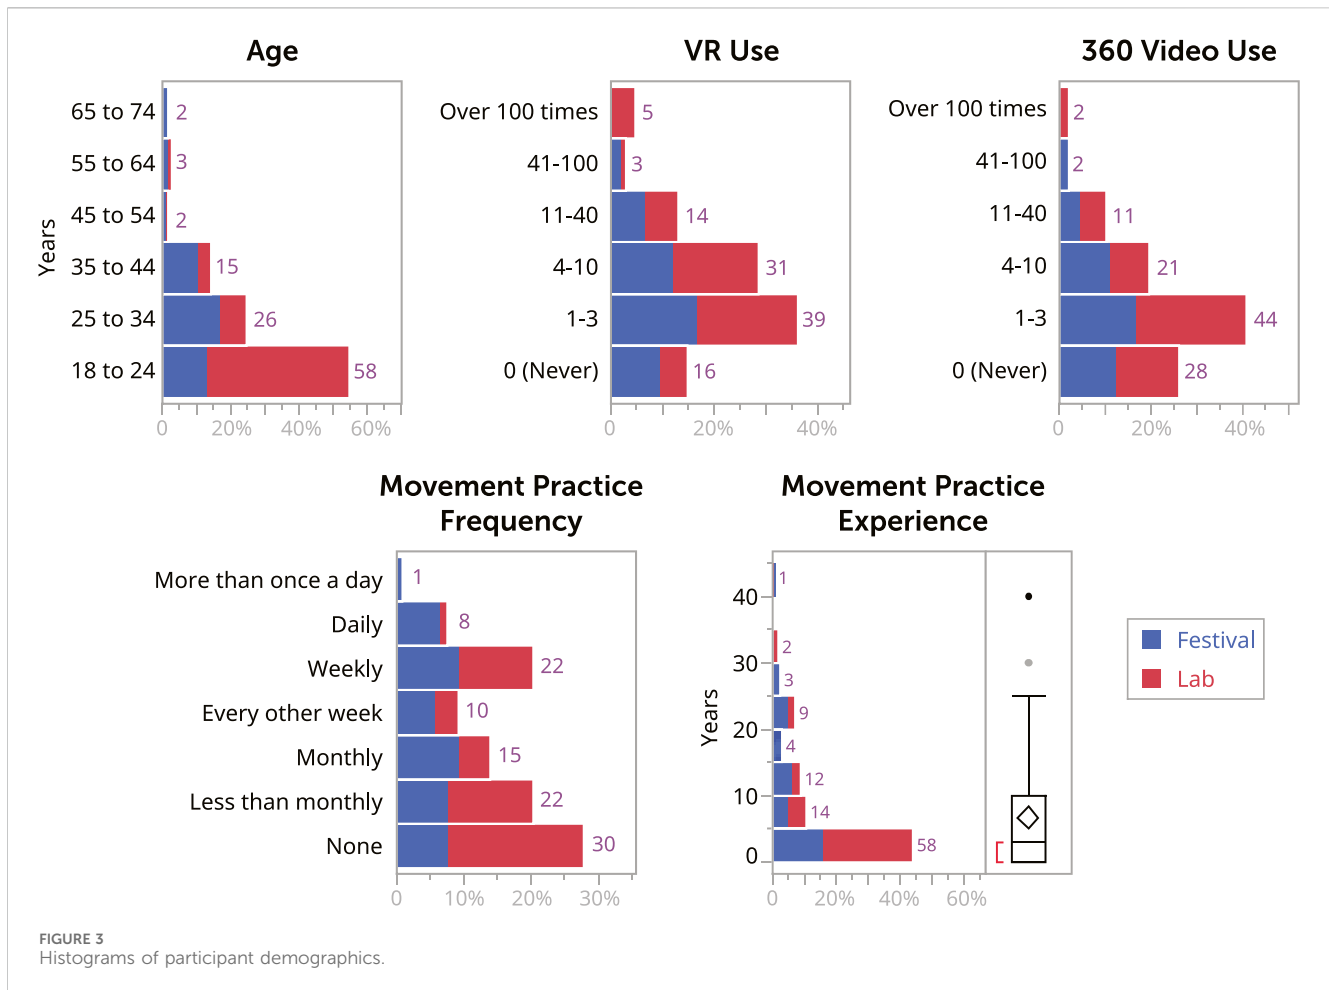 Age
Years
65 to 74 2
55 to 64 3
45 to 54 2
35 to 44 15
25 to 34 26
18 to 24 58
0 20% 40% 60%
VR Use
Over 100 times 5
41-100 3
11-40 14
4-10 31
1-3 39
0 (Never) 16
0 20% 40%
360 Video Use
Over 100 times 2
41-100 2
11-40 11
4-10 21
1-3 44
0 (Never) 28
0 20% 40%
Movement Practice
Frequency
More than once a day 1
Daily 8
Weekly 22
Every other week 10
Monthly 15
Less than monthly 22
None 30
0 10% 20% 30%
Movement Practice
Experience
Years
1
40
2
30
3
9
20
4
12
10
14
58
0
0 20% 40% 60%
Festival
Lab
FIGURE 3
Histograms of participant demographics.